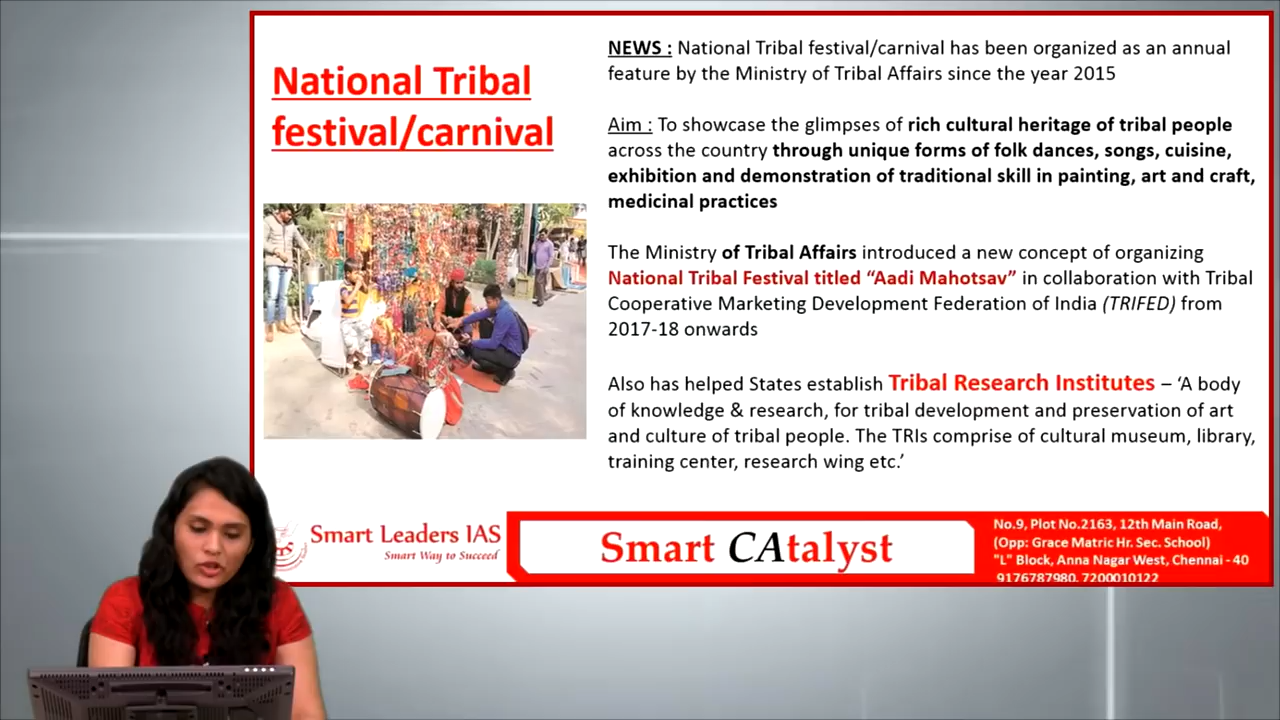 National Tribal
festival/carnival
NEWS : National Tribal festival/carnival has been organized as an annual
feature by the Ministry of Tribal Affairs since the year 2015
Aim : To showcase the glimpses of rich cultural heritage of tribal people
across the country through unique forms of folk dances, songs, cuisine,
exhibition and demonstration of traditional skill in painting, art and craft,
medicinal practices
The Ministry of Tribal Affairs introduced a new concept of organizing
National Tribal Festival titled “Aadi Mahotsav” in collaboration with Tribal
Cooperative Marketing Development Federation of India (TRIFED) from
2017-18 onwards
Also has helped States establish Tribal Research Institutes – ‘A body
of knowledge & research, for tribal development and preservation of art
and culture of tribal people. The TRIs comprise of cultural museum, library,
training center, research wing etc.’
Smart Leaders IAS
Smart Way to Succeed
Smart CAtalyst
No.9, Plot No.2163, 12th Main Road,
(Opp: Grace Matric Hr. Sec. School)
"L" Block, Anna Nagar West, Chennai - 40
9176787980, 7200010122